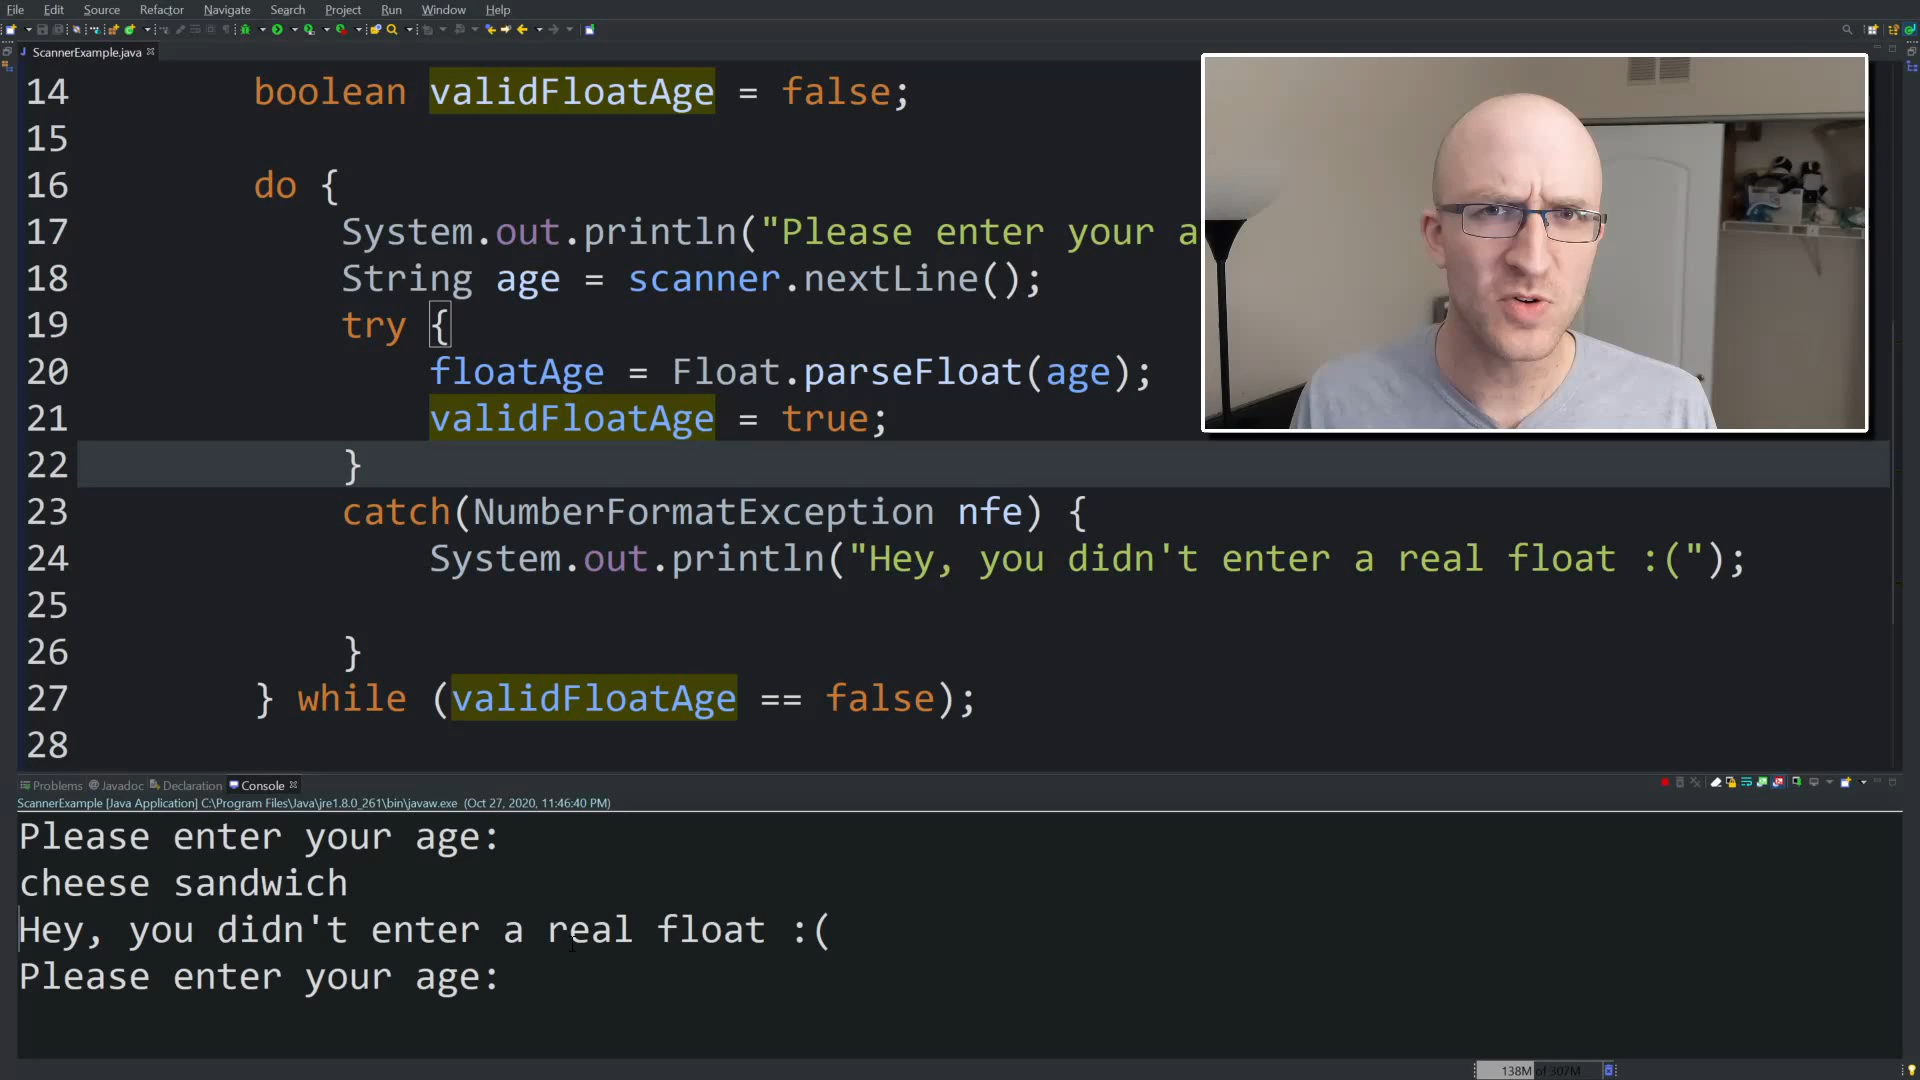 File Edit Source Refactor Navigate Search Project Run Window Help
ScannerExample.java
14 boolean validFloatAge = false;
15
16 do {
17 System.out.println("Please enter your a
18 String age = scanner.nextLine();
19 try {
20 floatAge = Float.parseFloat(age);
21 validFloatAge = true;
22 }
23 catch(NumberFormatException nfe) {
24 System.out.println("Hey, you didn't enter a real float :(");
25
26 }
27 } while (validFloatAge == false);
28
Problems @ Javadoc Declaration Console
ScannerExample [Java Application] C:\Program Files\Java\jre1.8.0_261\bin\javaw.exe (Oct 27, 2020, 11:46:40 PM)
Please enter your age:
cheese sandwich
Hey, you didn't enter a real float :(
Please enter your age:
138M of 307M